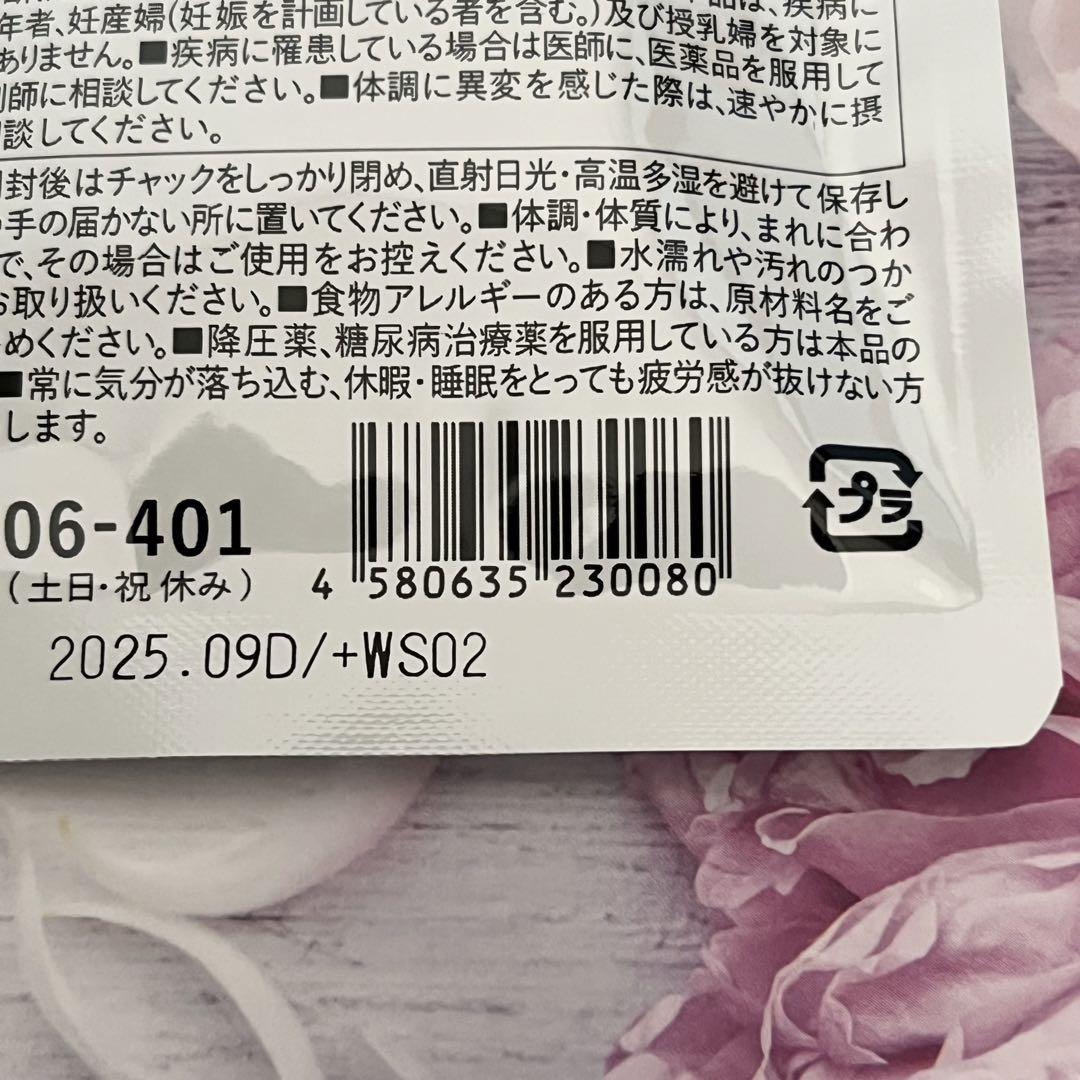 年者、妊産婦(妊娠を計画している者を含む。)及び授乳婦を対象に
ありません。■疾病に罹患している場合は医師に、医薬品を服用して
剤師に相談してください。■体調に異変を感じた際は、速やかに摂
談してください。
封後はチャックをしっかり閉め、直射日光・高温多湿を避けて保存し
手の届かない所に置いてください。■体調・体質により、まれに合わ
で、その場合はご使用をお控えください。■水濡れや汚れのつか
お取り扱いください。■食物アレルギーのある方は、原材料名をご
めください。■降圧薬、糖尿病治療薬を服用している方は本品の
■常に気分が落ち込む、休暇・睡眠をとっても疲労感が抜けない方
します。
06-401
(土日・祝 休み)
4 580635 230080
プラ
2025.09D/+WS02